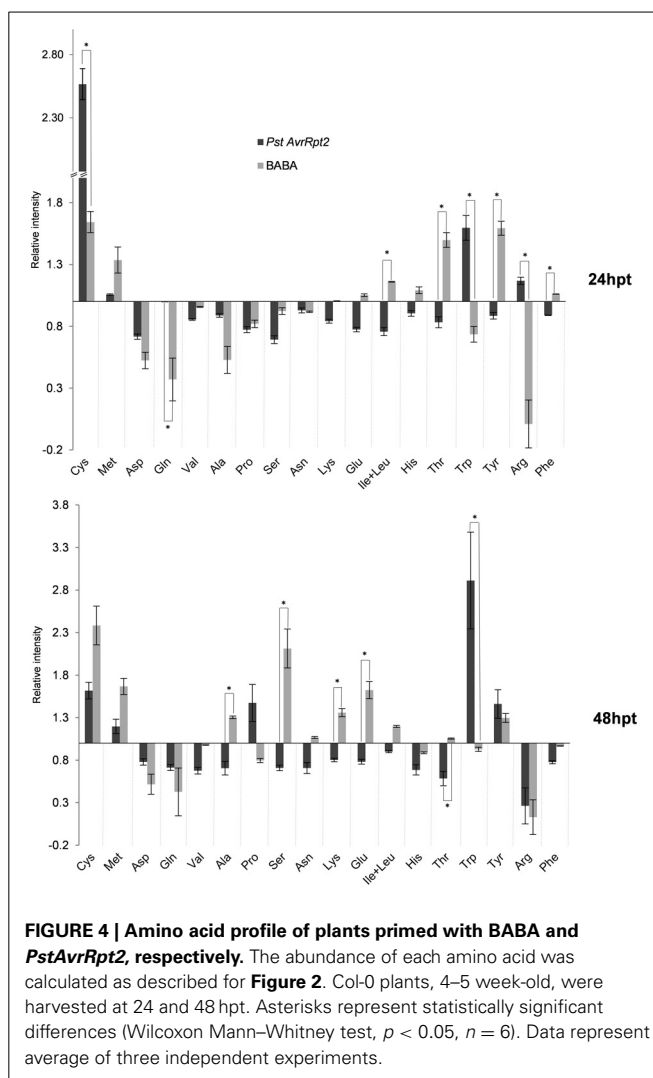 2.80
2.30
1.8
1.3
0.8
0.3
-0.2
Relative intensity
Pst AvrRpt2
BABA
* * * * * * * *
24hpt
Cys Met Asp Gln Val Ala Pro Ser Asn Lys Glu Ile+Leu His Thr Trp Tyr Arg Phe
3.8
3.3
2.8
2.3
1.8
1.3
0.8
0.3
-0.2
Relative intensity
* * * * * *
48hpt
Cys Met Asp Gln Val Ala Pro Ser Asn Lys Glu Ile+Leu His Thr Trp Tyr Arg Phe
FIGURE 4 | Amino acid profile of plants primed with BABA and
PstAvrRpt2, respectively. The abundance of each amino acid was
calculated as described for Figure 2. Col-0 plants, 4–5 week-old, were
harvested at 24 and 48 hpt. Asterisks represent statistically significant
differences (Wilcoxon Mann–Whitney test, p < 0.05, n = 6). Data represent
average of three independent experiments.